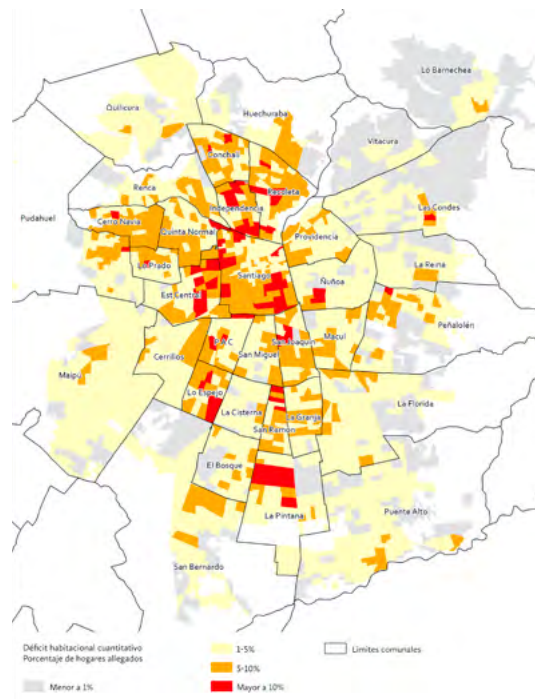 Lo Barnechea
Quilicura
Huechuraba
Vitacura
Conchalí
Renca
Recoleta
Independencia
Las Condes
Pudahuel
Cerro Navia
Quinta Normal
Providencia
Lo Prado
Santiago
La Reina
Est Central
Ñuñoa
Peñalolén
Cerrillos
P.A.C
San Joaquín
Macul
San Miguel
Maipú
Lo Espejo
La Cisterna
La Granja
La Florida
San Ramón
El Bosque
La Pintana
Puente Alto
San Bernardo
Déficit habitacional cuantitativo
Porcentaje de hogares allegados
Menor a 1%
1-5%
5-10%
Mayor a 10%
Limites comunales